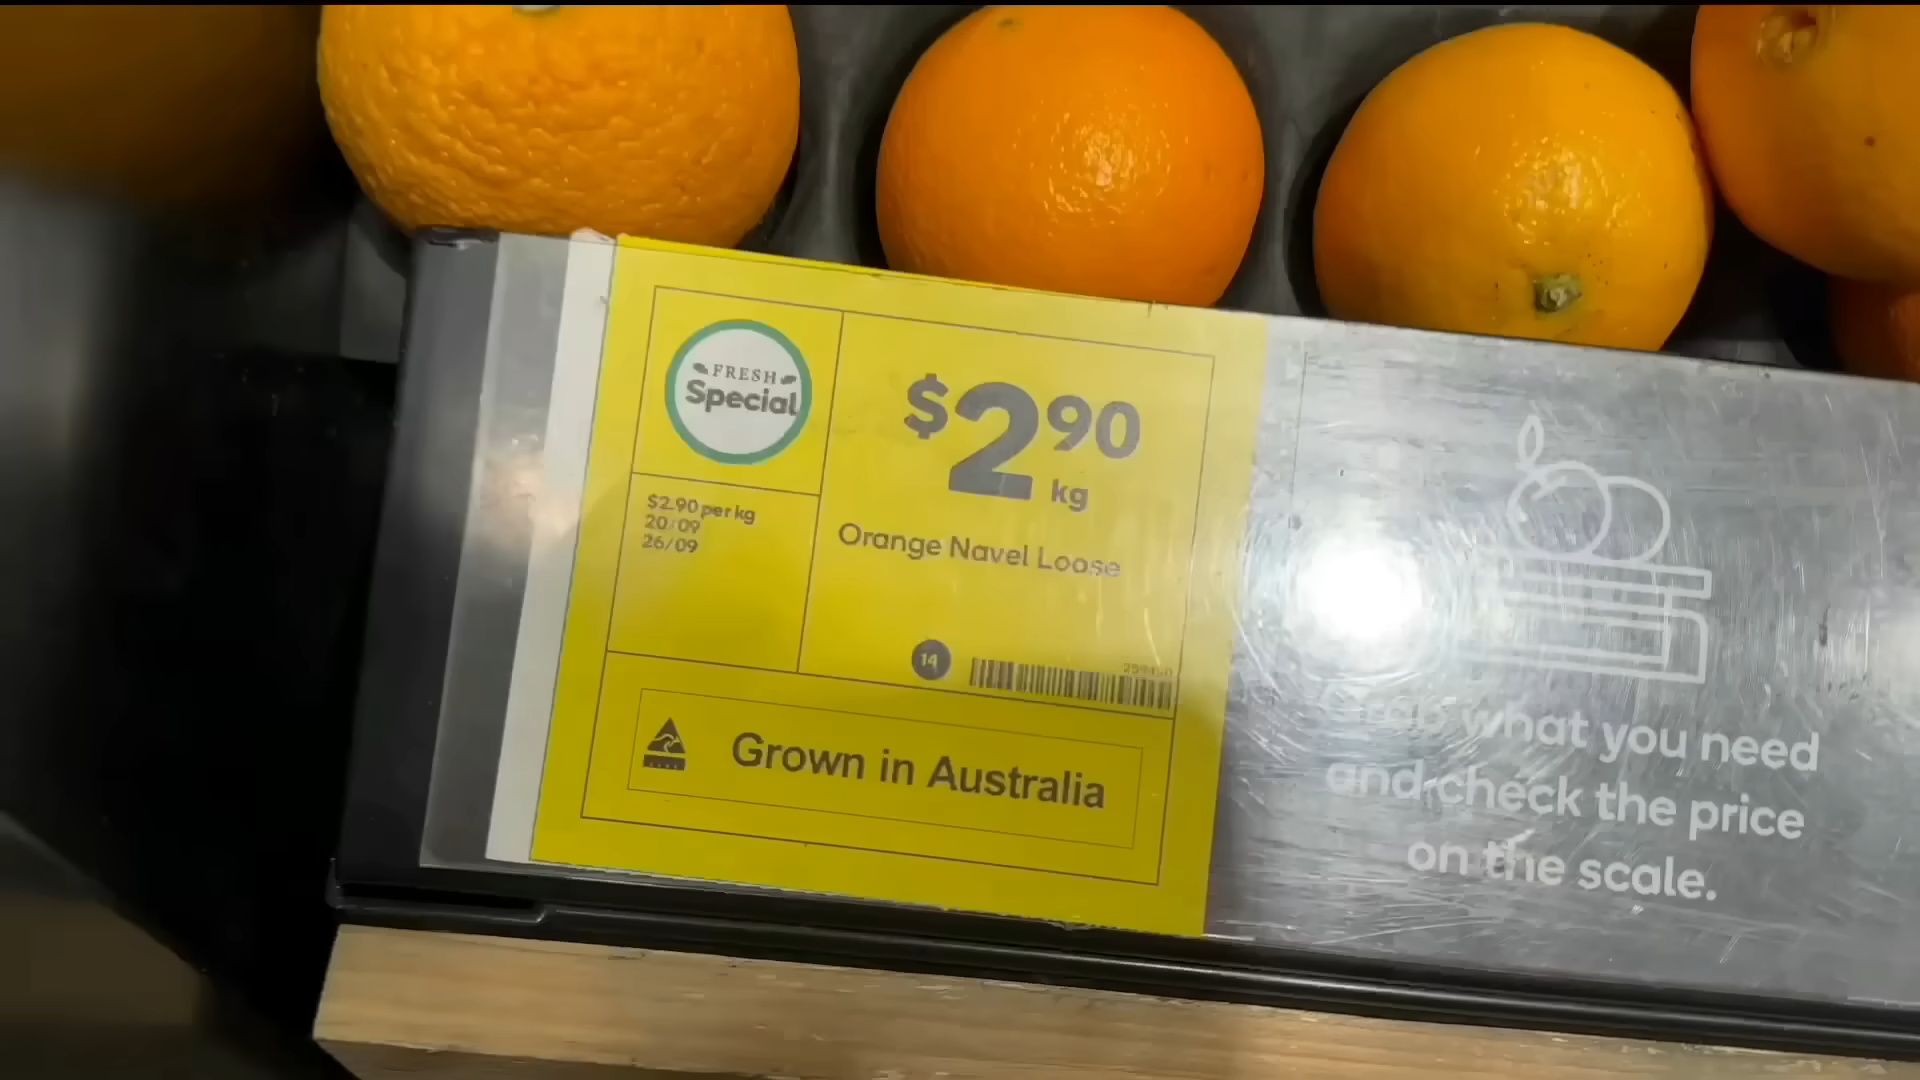 FRESH
Special
$2.90 per kg
20/09
26/09
$2 90
kg
Orange Navel Loose
14
Grown in Australia
Grab what you need
and check the price
on the scale.